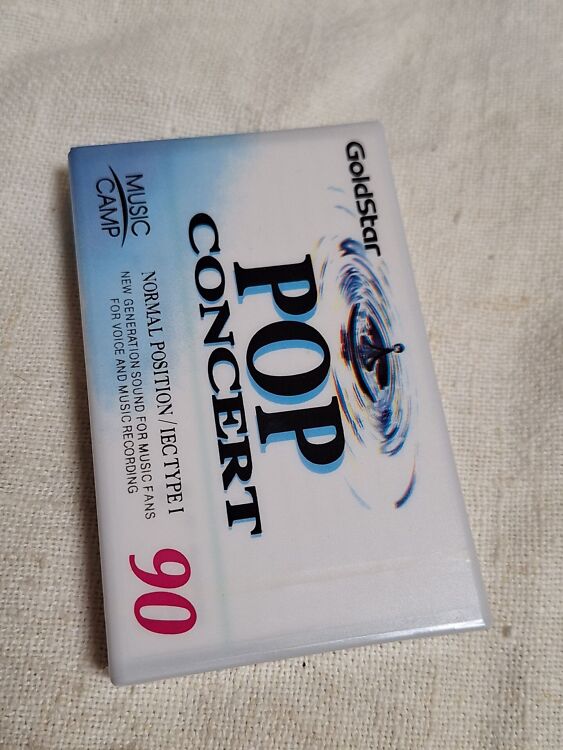 GoldStar
POP
CONCERT
MUSIC
CAMP
NORMAL POSITION/IEC TYPE I
NEW GENERATION SOUND FOR MUSIC FANS
FOR VOICE AND MUSIC RECORDING
90